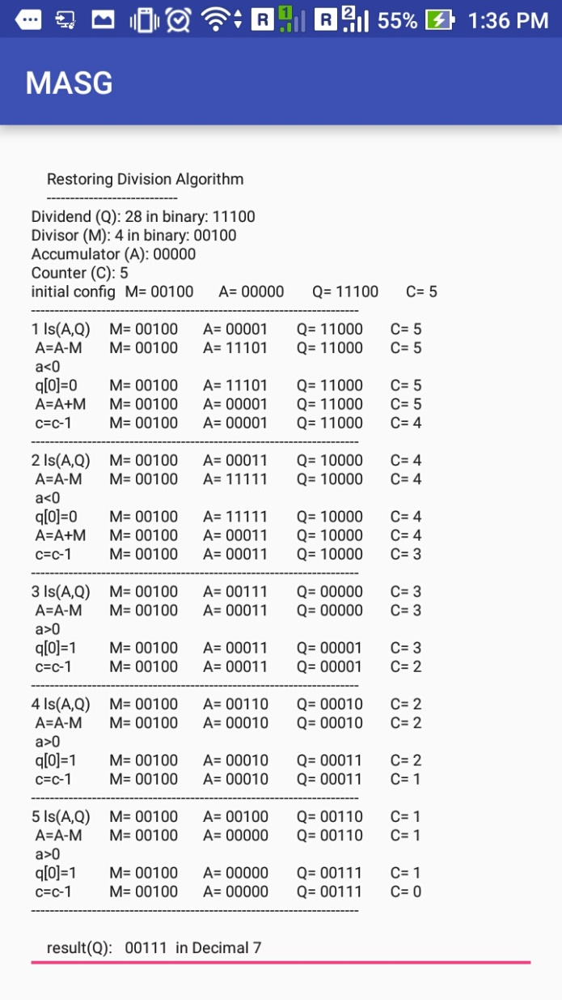 R 1 R 2 55% 1:36 PM
MASG
Restoring Division Algorithm
----------------------------
Dividend (Q): 28 in binary: 11100
Divisor (M): 4 in binary: 00100
Accumulator (A): 00000
Counter (C): 5
initial config M= 00100 A= 00000 Q= 11100 C= 5
----------------------------------------------------------------------
1 ls(A,Q) M= 00100 A= 00001 Q= 11000 C= 5
A=A-M M= 00100 A= 11101 Q= 11000 C= 5
a<0
q[0]=0 M= 00100 A= 11101 Q= 11000 C= 5
A=A+M M= 00100 A= 00001 Q= 11000 C= 5
c=c-1 M= 00100 A= 00001 Q= 11000 C= 4
----------------------------------------------------------------------
2 ls(A,Q) M= 00100 A= 00011 Q= 10000 C= 4
A=A-M M= 00100 A= 11111 Q= 10000 C= 4
a<0
q[0]=0 M= 00100 A= 11111 Q= 10000 C= 4
A=A+M M= 00100 A= 00011 Q= 10000 C= 4
c=c-1 M= 00100 A= 00011 Q= 10000 C= 3
----------------------------------------------------------------------
3 ls(A,Q) M= 00100 A= 00111 Q= 00000 C= 3
A=A-M M= 00100 A= 00011 Q= 00000 C= 3
a>0
q[0]=1 M= 00100 A= 00011 Q= 00001 C= 3
c=c-1 M= 00100 A= 00011 Q= 00001 C= 2
----------------------------------------------------------------------
4 ls(A,Q) M= 00100 A= 00110 Q= 00010 C= 2
A=A-M M= 00100 A= 00010 Q= 00010 C= 2
a>0
q[0]=1 M= 00100 A= 00010 Q= 00011 C= 2
c=c-1 M= 00100 A= 00010 Q= 00011 C= 1
----------------------------------------------------------------------
5 ls(A,Q) M= 00100 A= 00100 Q= 00110 C= 1
A=A-M M= 00100 A= 00000 Q= 00110 C= 1
a>0
q[0]=1 M= 00100 A= 00000 Q= 00111 C= 1
c=c-1 M= 00100 A= 00000 Q= 00111 C= 0
----------------------------------------------------------------------
result(Q): 00111 in Decimal 7